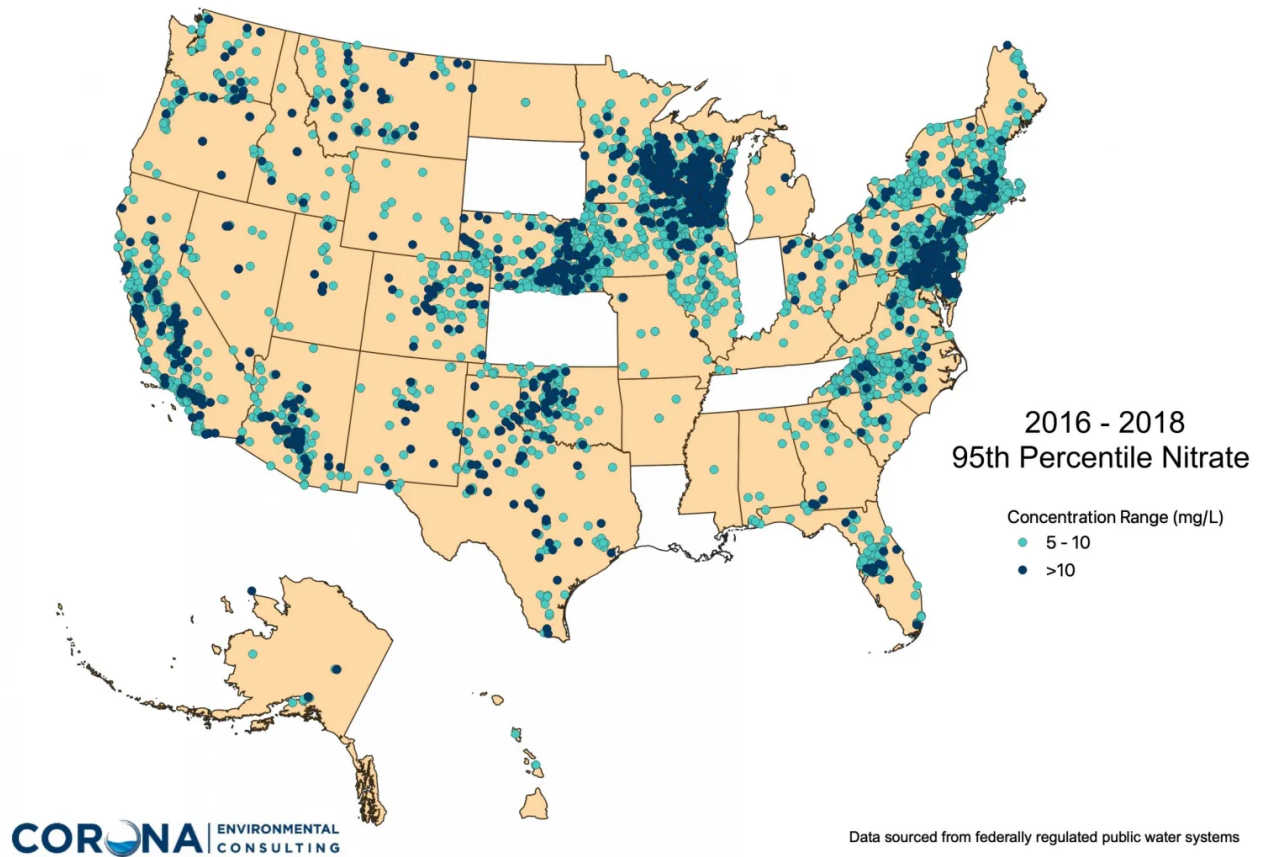 2016 - 2018
95th Percentile Nitrate
Concentration Range (mg/L)
5 - 10
>10
CORONA ENVIRONMENTAL
CONSULTING
Data sourced from federally regulated public water systems